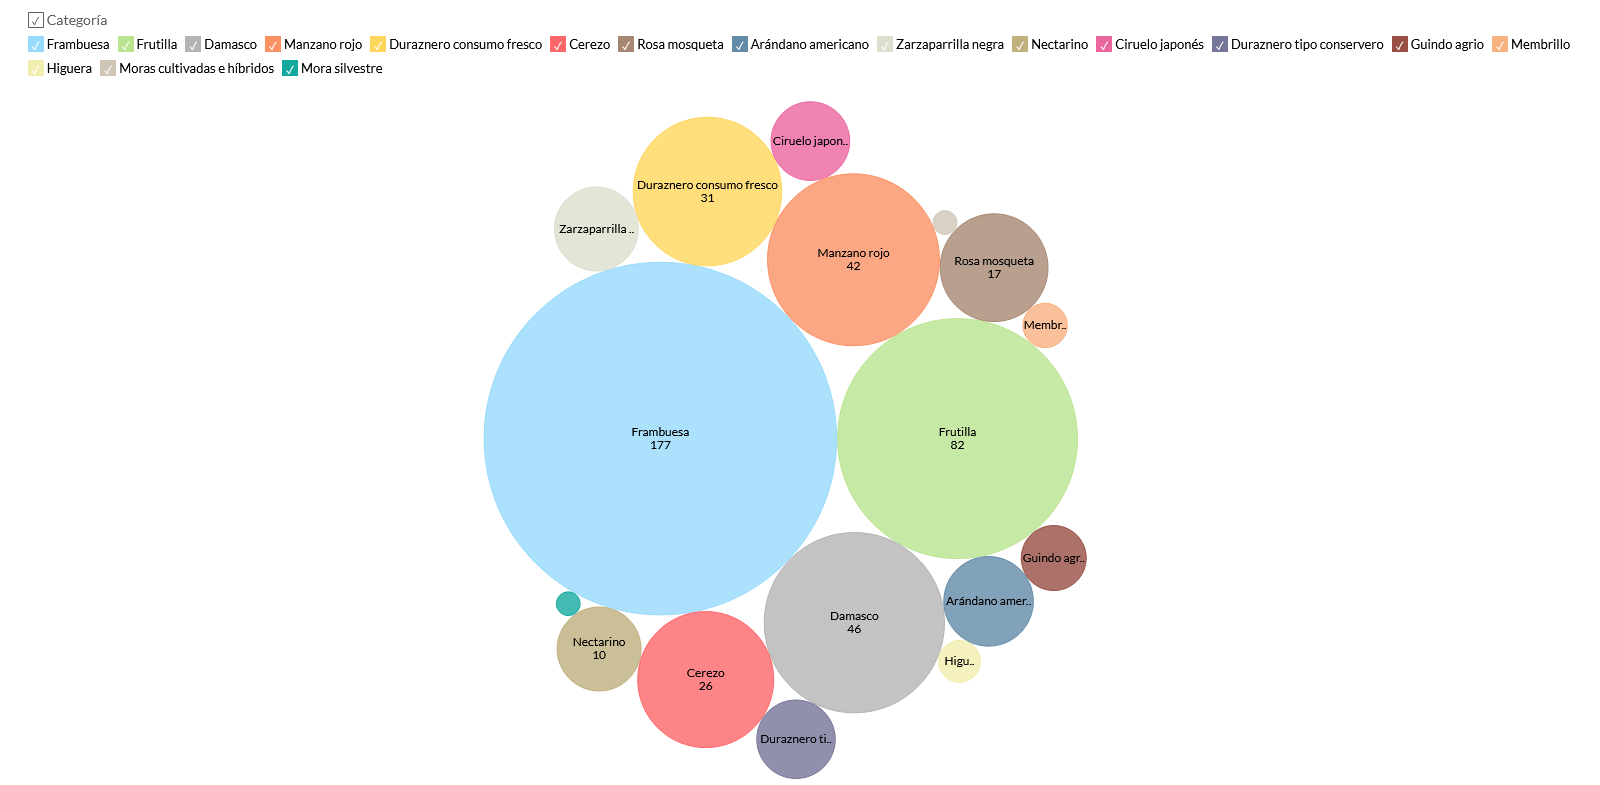 Categoría
Frambuesa Frutilla Damasco Manzano rojo Duraznero consumo fresco Cerezo Rosa mosqueta Arándano americano Zarzaparrilla negra Nectarino Ciruelo japonés Duraznero tipo conservero Guindo agrio Membrillo
Higuera Moras cultivadas e híbridos Mora silvestre
Ciruelo japon..
Duraznero consumo fresco
31
Zarzaparrilla ..
Manzano rojo
42
Rosa mosqueta
17
Membr..
Frambuesa
177
Frutilla
82
Guindo agr..
Arándano amer..
Damasco
46
Nectarino
10
Higu..
Cerezo
26
Duraznero ti..